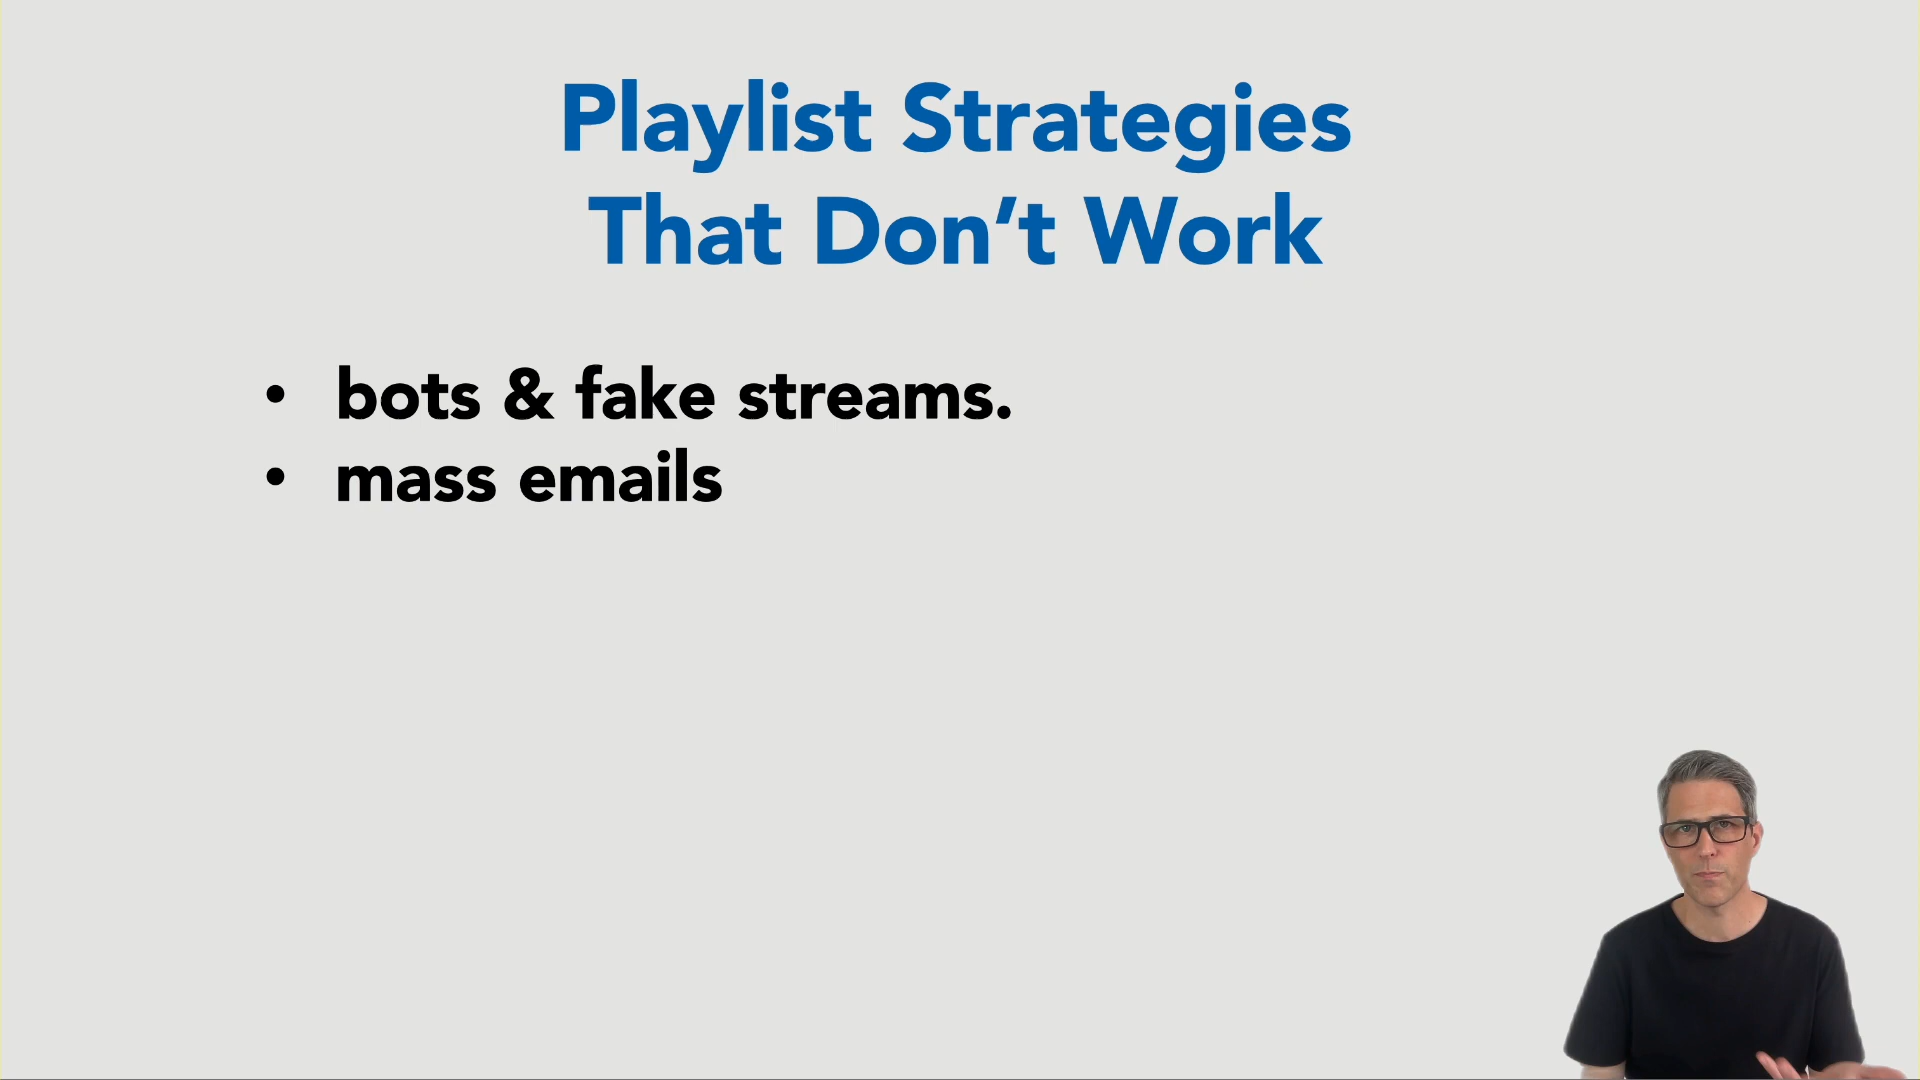 Playlist Strategies
That Don’t Work
• bots & fake streams.
• mass emails